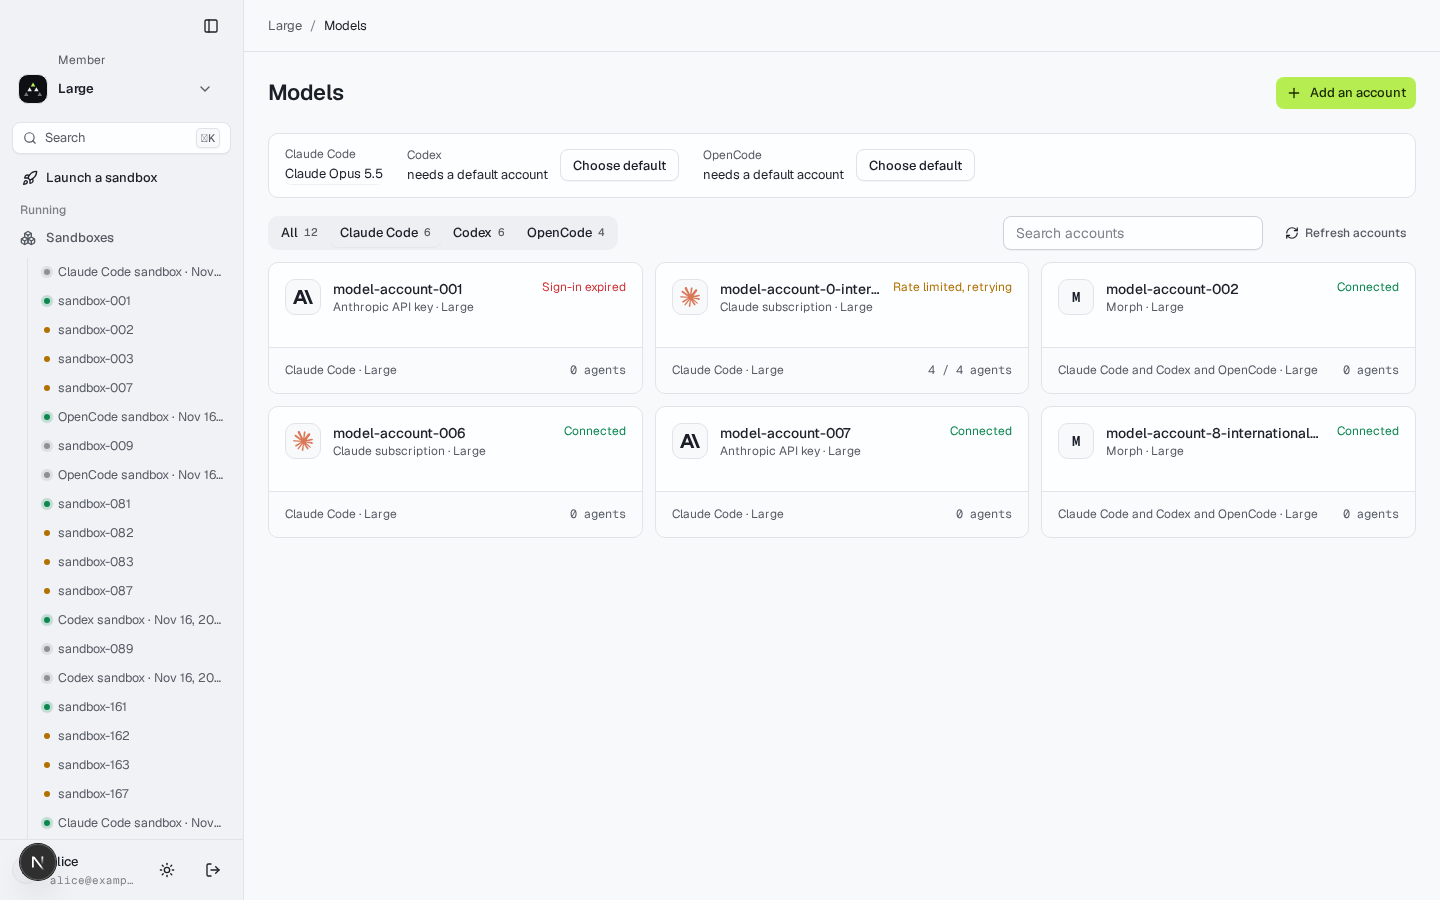 Member
Large
Search
K
Launch a sandbox
Running
Sandboxes
Claude Code sandbox · Nov...
sandbox-001
sandbox-002
sandbox-003
sandbox-007
OpenCode sandbox · Nov 16...
sandbox-009
OpenCode sandbox · Nov 16...
sandbox-081
sandbox-082
sandbox-083
sandbox-087
Codex sandbox · Nov 16, 20...
sandbox-089
Codex sandbox · Nov 16, 20...
sandbox-161
sandbox-162
sandbox-163
sandbox-167
Claude Code sandbox · Nov...
N
lice
alice@examp...
Large / Models
Models
Add an account
Claude Code
Claude Opus 5.5
Codex
needs a default account
Choose default
OpenCode
needs a default account
Choose default
All 12
Claude Code 6
Codex 6
OpenCode 4
Search accounts
Refresh accounts
model-account-001
Sign-in expired
Anthropic API key · Large
Claude Code · Large
0 agents
model-account-0-inter...
Rate limited, retrying
Claude subscription · Large
Claude Code · Large
4 / 4 agents
M
model-account-002
Connected
Morph · Large
Claude Code and Codex and OpenCode · Large
0 agents
model-account-006
Connected
Claude subscription · Large
Claude Code · Large
0 agents
model-account-007
Connected
Anthropic API key · Large
Claude Code · Large
0 agents
M
model-account-8-international...
Connected
Morph · Large
Claude Code and Codex and OpenCode · Large
0 agents